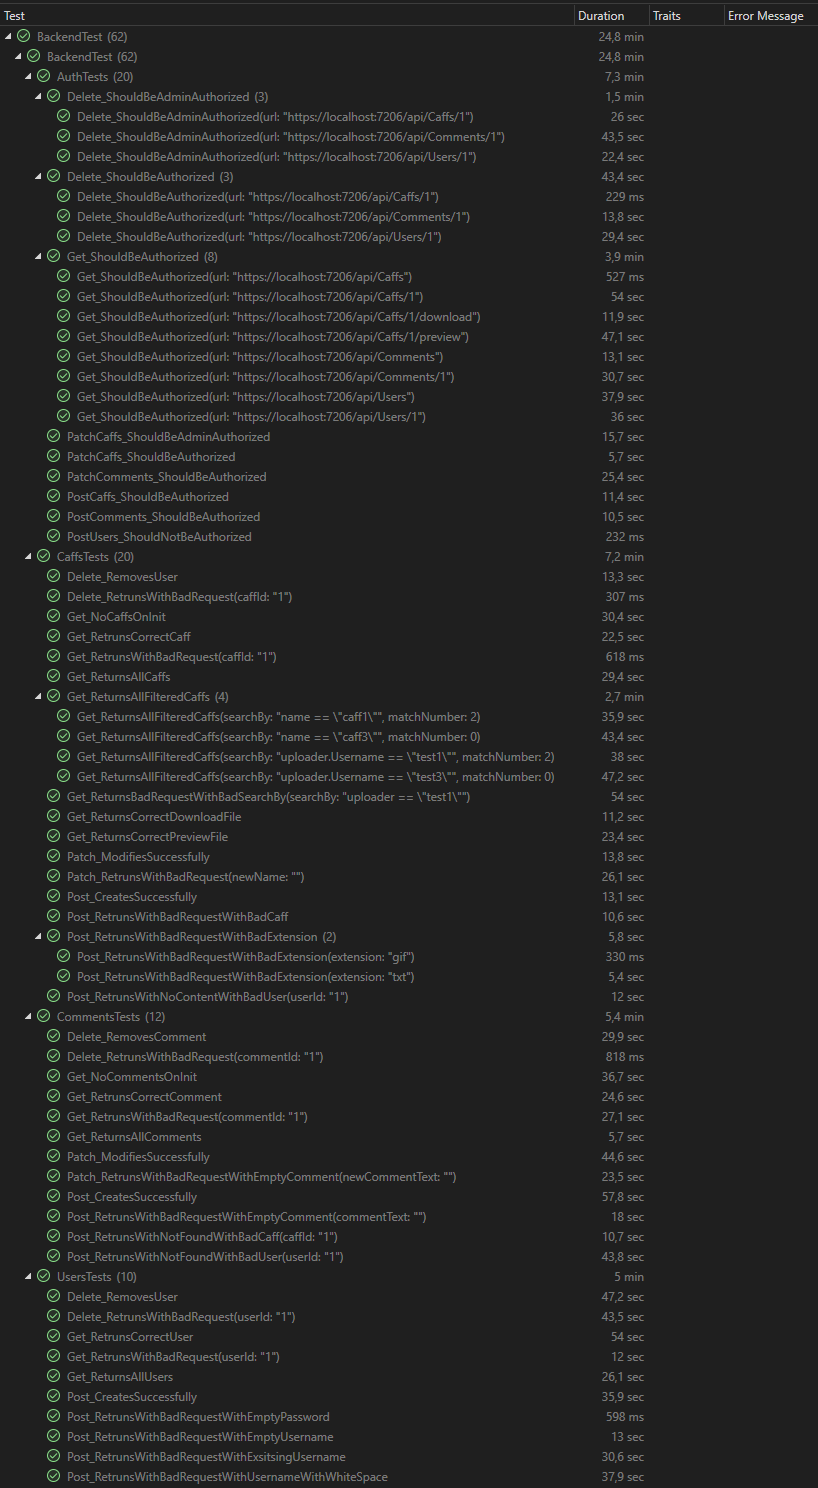 Test Duration Traits Error Message
BackendTest (62) 24,8 min
BackendTest (62) 24,8 min
AuthTests (20) 7,3 min
Delete_ShouldBeAdminAuthorized (3) 1,5 min
Delete_ShouldBeAdminAuthorized(url: "https://localhost:7206/api/Caffs/1") 26 sec
Delete_ShouldBeAdminAuthorized(url: "https://localhost:7206/api/Comments/1") 43,5 sec
Delete_ShouldBeAdminAuthorized(url: "https://localhost:7206/api/Users/1") 22,4 sec
Delete_ShouldBeAuthorized (3) 43,4 sec
Delete_ShouldBeAuthorized(url: "https://localhost:7206/api/Caffs/1") 229 ms
Delete_ShouldBeAuthorized(url: "https://localhost:7206/api/Comments/1") 13,8 sec
Delete_ShouldBeAuthorized(url: "https://localhost:7206/api/Users/1") 29,4 sec
Get_ShouldBeAuthorized (8) 3,9 min
Get_ShouldBeAuthorized(url: "https://localhost:7206/api/Caffs") 527 ms
Get_ShouldBeAuthorized(url: "https://localhost:7206/api/Caffs/1") 54 sec
Get_ShouldBeAuthorized(url: "https://localhost:7206/api/Caffs/1/download") 11,9 sec
Get_ShouldBeAuthorized(url: "https://localhost:7206/api/Caffs/1/preview") 47,1 sec
Get_ShouldBeAuthorized(url: "https://localhost:7206/api/Comments") 13,1 sec
Get_ShouldBeAuthorized(url: "https://localhost:7206/api/Comments/1") 30,7 sec
Get_ShouldBeAuthorized(url: "https://localhost:7206/api/Users") 37,9 sec
Get_ShouldBeAuthorized(url: "https://localhost:7206/api/Users/1") 36 sec
PatchCaffs_ShouldBeAdminAuthorized 15,7 sec
PatchCaffs_ShouldBeAuthorized 5,7 sec
PatchComments_ShouldBeAuthorized 25,4 sec
PostCaffs_ShouldBeAuthorized 11,4 sec
PostComments_ShouldBeAuthorized 10,5 sec
PostUsers_ShouldNotBeAuthorized 232 ms
CaffsTests (20) 7,2 min
Delete_RemovesUser 13,3 sec
Delete_RetrunsWithBadRequest(caffId: "1") 307 ms
Get_NoCaffsOnInit 30,4 sec
Get_RetrunsCorrectCaff 22,5 sec
Get_RetrunsWithBadRequest(caffId: "1") 618 ms
Get_ReturnsAllCaffs 29,4 sec
Get_ReturnsAllFilteredCaffs (4) 2,7 min
Get_ReturnsAllFilteredCaffs(searchBy: "name == \"caff1\"", matchNumber: 2) 35,9 sec
Get_ReturnsAllFilteredCaffs(searchBy: "name == \"caff3\"", matchNumber: 0) 43,4 sec
Get_ReturnsAllFilteredCaffs(searchBy: "uploader.Username == \"test1\"", matchNumber: 2) 38 sec
Get_ReturnsAllFilteredCaffs(searchBy: "uploader.Username == \"test3\"", matchNumber: 0) 47,2 sec
Get_ReturnsBadRequestWithBadSearchBy(searchBy: "uploader == \"test1\"") 54 sec
Get_ReturnsCorrectDownloadFile 11,2 sec
Get_ReturnsCorrectPreviewFile 23,4 sec
Patch_ModifiesSuccessfully 13,8 sec
Patch_RetrunsWithBadRequest(newName: "") 26,1 sec
Post_CreatesSuccessfully 13,1 sec
Post_RetrunsWithBadRequestWithBadCaff 10,6 sec
Post_RetrunsWithBadRequestWithBadExtension (2) 5,8 sec
Post_RetrunsWithBadRequestWithBadExtension(extension: "gif") 330 ms
Post_RetrunsWithBadRequestWithBadExtension(extension: "txt") 5,4 sec
Post_RetrunsWithNoContentWithBadUser(userId: "1") 12 sec
CommentsTests (12) 5,4 min
Delete_RemovesComment 29,9 sec
Delete_RetrunsWithBadRequest(commentId: "1") 818 ms
Get_NoCommentsOnInit 36,7 sec
Get_RetrunsCorrectComment 24,6 sec
Get_RetrunsWithBadRequest(commentId: "1") 27,1 sec
Get_ReturnsAllComments 5,7 sec
Patch_ModifiesSuccessfully 44,6 sec
Patch_RetrunsWithBadRequestWithEmptyComment(newCommentText: "") 23,5 sec
Post_CreatesSuccessfully 57,8 sec
Post_RetrunsWithBadRequestWithEmptyComment(commentText: "") 18 sec
Post_RetrunsWithNotFoundWithBadCaff(caffId: "1") 10,7 sec
Post_RetrunsWithNotFoundWithBadUser(userId: "1") 43,8 sec
UsersTests (10) 5 min
Delete_RemovesUser 47,2 sec
Delete_RetrunsWithBadRequest(userId: "1") 43,5 sec
Get_RetrunsCorrectUser 54 sec
Get_RetrunsWithBadRequest(userId: "1") 12 sec
Get_ReturnsAllUsers 26,1 sec
Post_CreatesSuccessfully 35,9 sec
Post_RetrunsWithBadRequestWithEmptyPassword 598 ms
Post_RetrunsWithBadRequestWithEmptyUsername 13 sec
Post_RetrunsWithBadRequestWithExsitsingUsername 30,6 sec
Post_RetrunsWithBadRequestWithUsernameWithWhiteSpace 37,9 sec